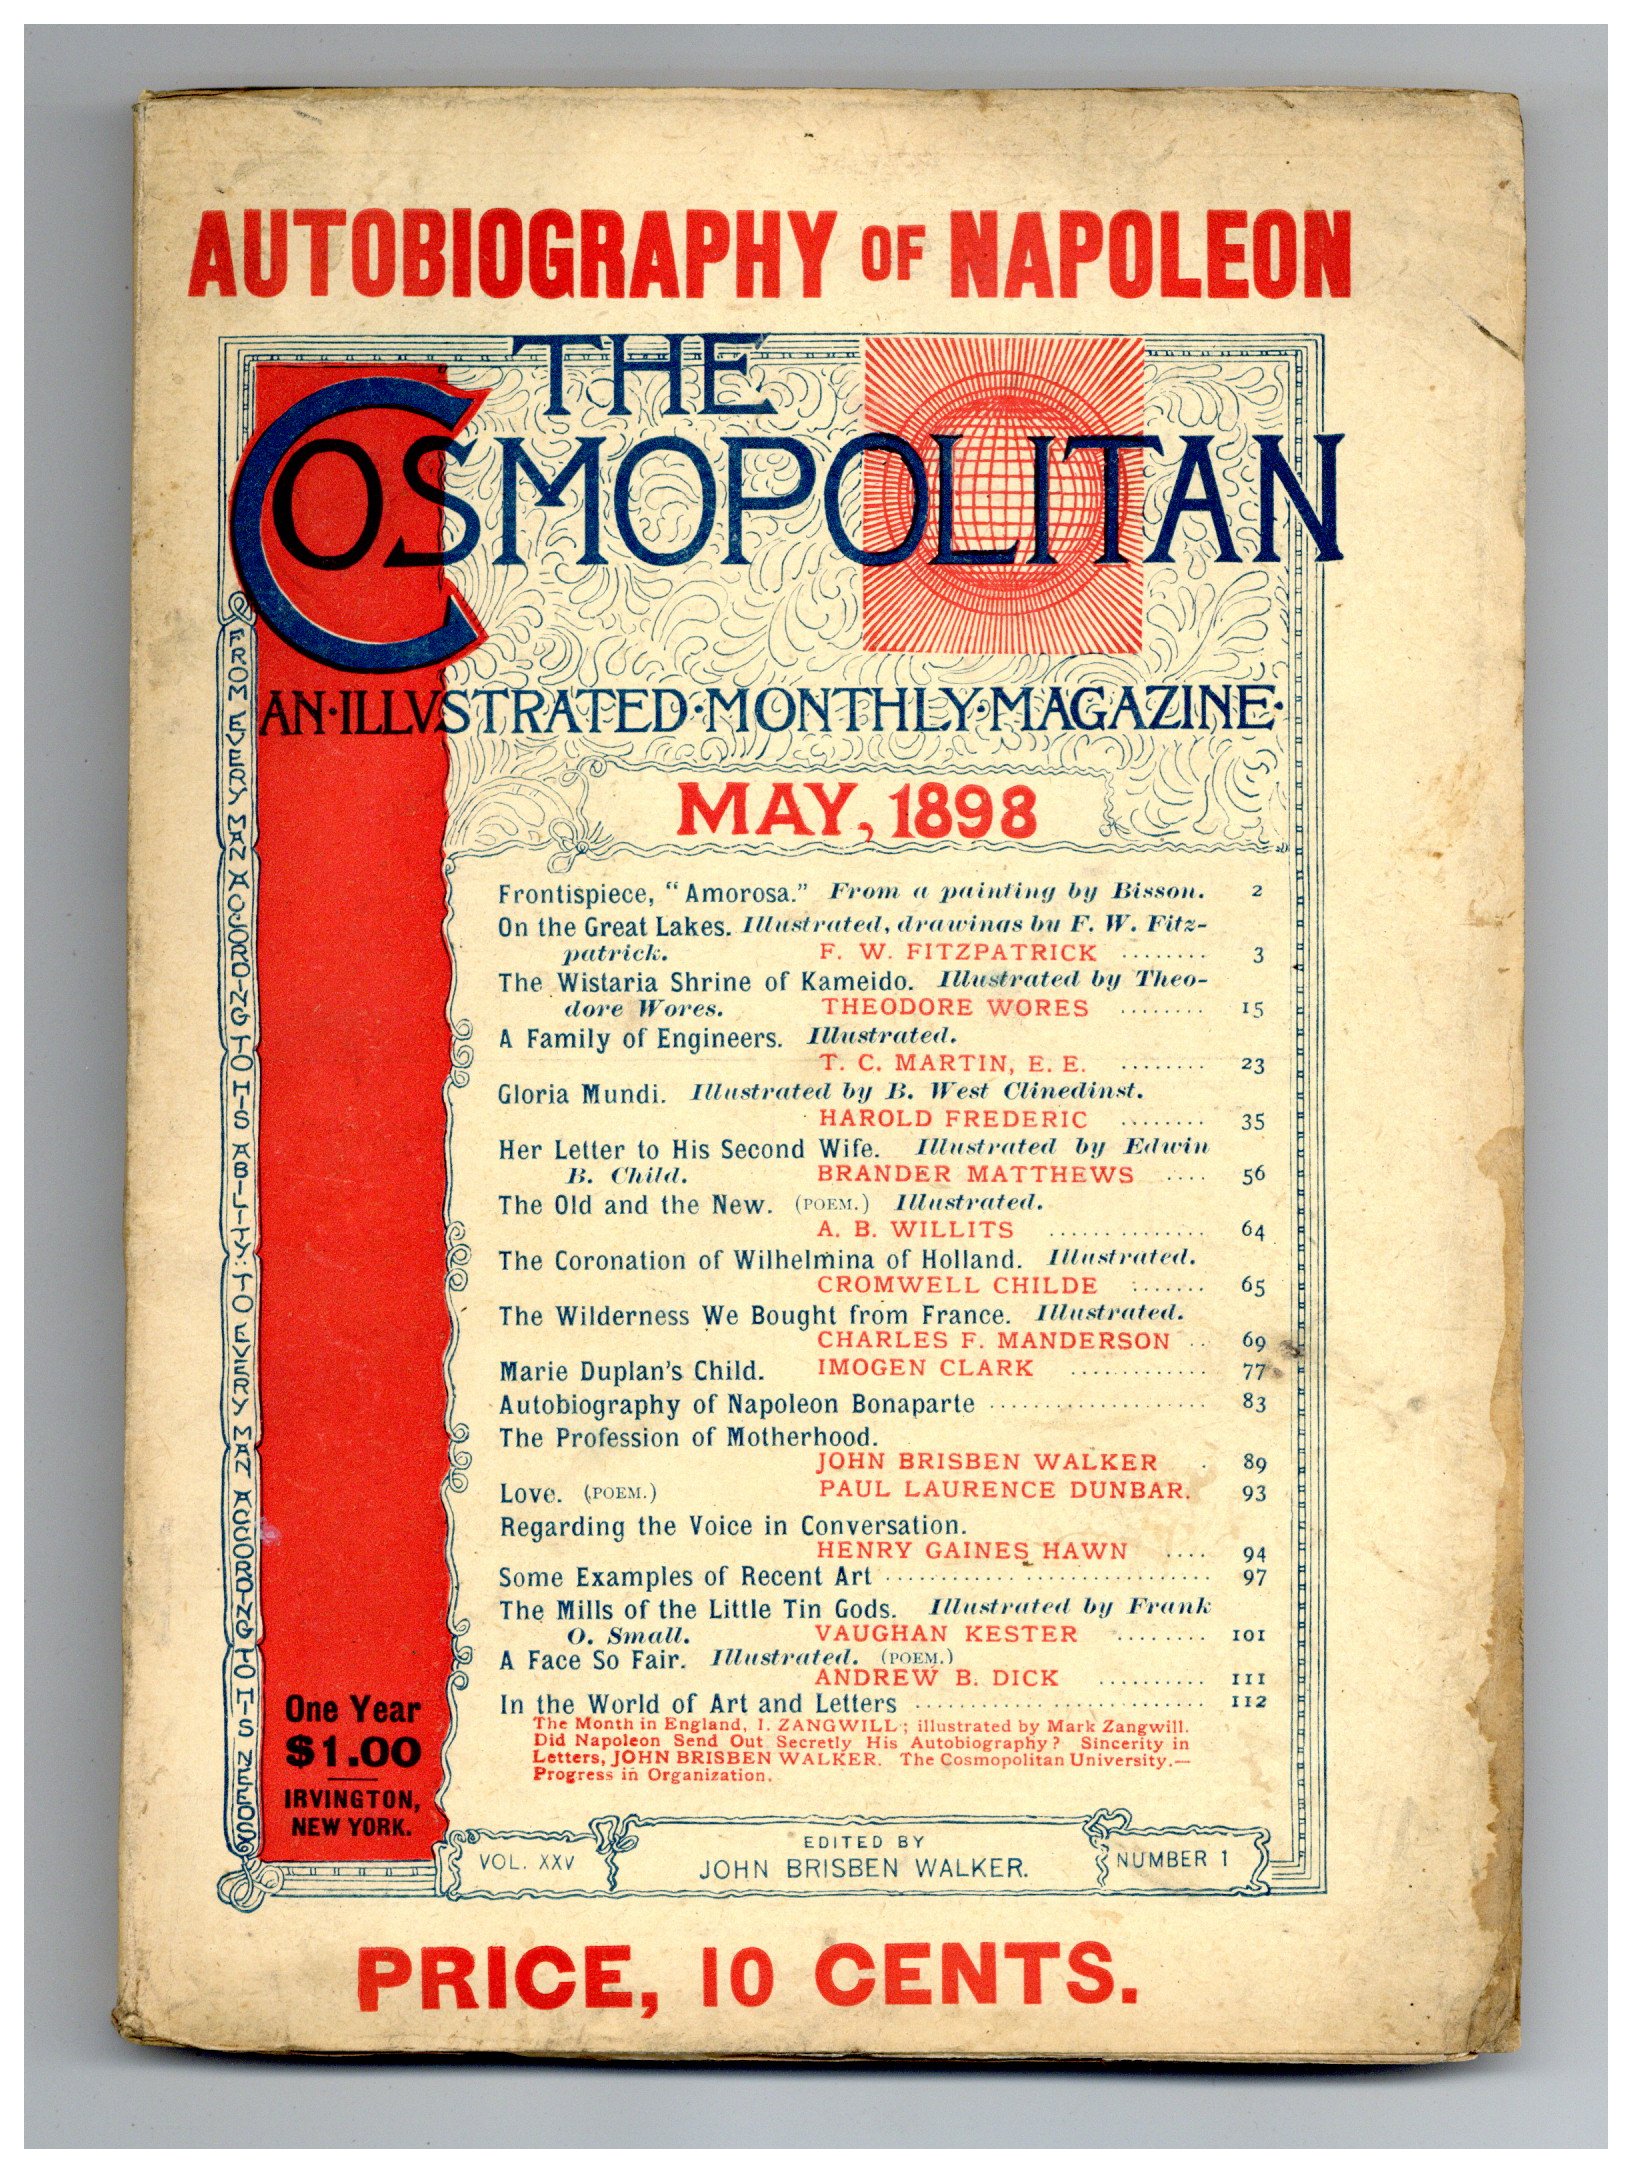 AUTOBIOGRAPHY OF NAPOLEON
THE
COSMOPOLITAN
AN·ILLVSTRATED·MONTHLY·MAGAZINE·
MAY, 1898
FROM EVERY MAN ACCORDING TO HIS ABILITY: TO EVERY MAN ACCORDING TO HIS NEEDS
Frontispiece, "Amorosa." From a painting by Bisson. 2
On the Great Lakes. Illustrated, drawings by F. W. Fitz-
patrick. F. W. FITZPATRICK ........ 3
The Wistaria Shrine of Kameido. Illustrated by Theo-
dore Wores. THEODORE WORES ........ 15
A Family of Engineers. Illustrated.
T. C. MARTIN, E. E. ........ 23
Gloria Mundi. Illustrated by B. West Clinedinst.
HAROLD FREDERIC ........ 35
Her Letter to His Second Wife. Illustrated by Edwin
B. Child. BRANDER MATTHEWS .... 56
The Old and the New. (POEM.) Illustrated.
A. B. WILLITS .............. 64
The Coronation of Wilhelmina of Holland. Illustrated.
CROMWELL CHILDE ....... 65
The Wilderness We Bought from France. Illustrated.
CHARLES F. MANDERSON .. 69
Marie Duplan's Child. IMOGEN CLARK ............. 77
Autobiography of Napoleon Bonaparte .................... 83
The Profession of Motherhood.
JOHN BRISBEN WALKER . 89
Love. (POEM.) PAUL LAURENCE DUNBAR. 93
Regarding the Voice in Conversation.
HENRY GAINES HAWN .... 94
Some Examples of Recent Art .............................. 97
The Mills of the Little Tin Gods. Illustrated by Frank
O. Small. VAUGHAN KESTER ........ 101
A Face So Fair. Illustrated. (POEM.)
ANDREW B. DICK .......... 111
In the World of Art and Letters ........................... 112
The Month in England, I. ZANGWILL; illustrated by Mark Zangwill.
Did Napoleon Send Out Secretly His Autobiography? Sincerity in
Letters, JOHN BRISBEN WALKER. The Cosmopolitan University.—
Progress in Organization.
One Year
$1.00
IRVINGTON,
NEW YORK.
VOL. XXV
EDITED BY
JOHN BRISBEN WALKER.
NUMBER 1
PRICE, 10 CENTS.